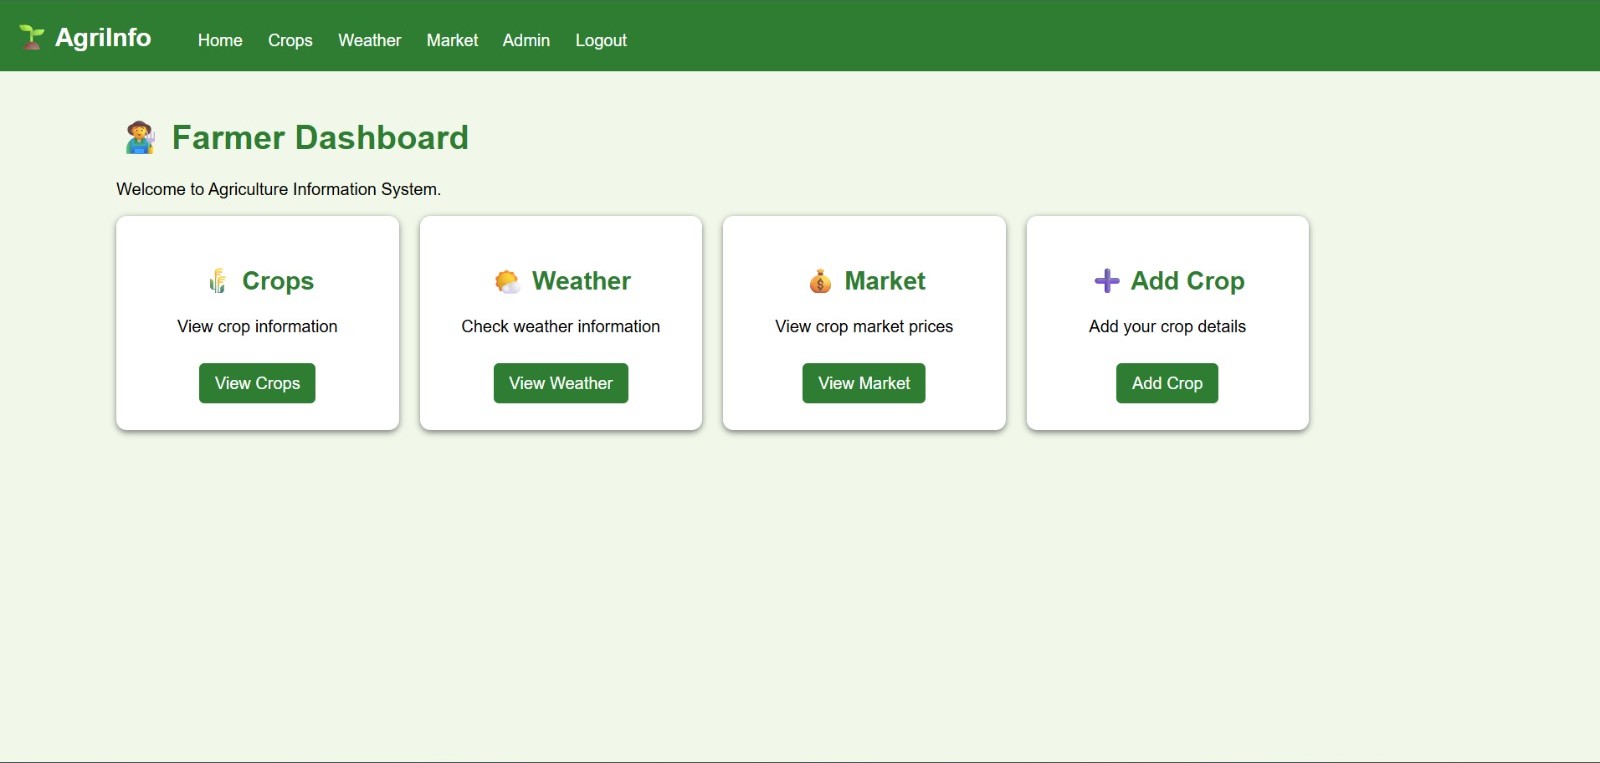 AgriInfo Home Crops Weather Market Admin Logout
Farmer Dashboard
Welcome to Agriculture Information System.
Crops
View crop information
View Crops
Weather
Check weather information
View Weather
Market
View crop market prices
View Market
Add Crop
Add your crop details
Add Crop